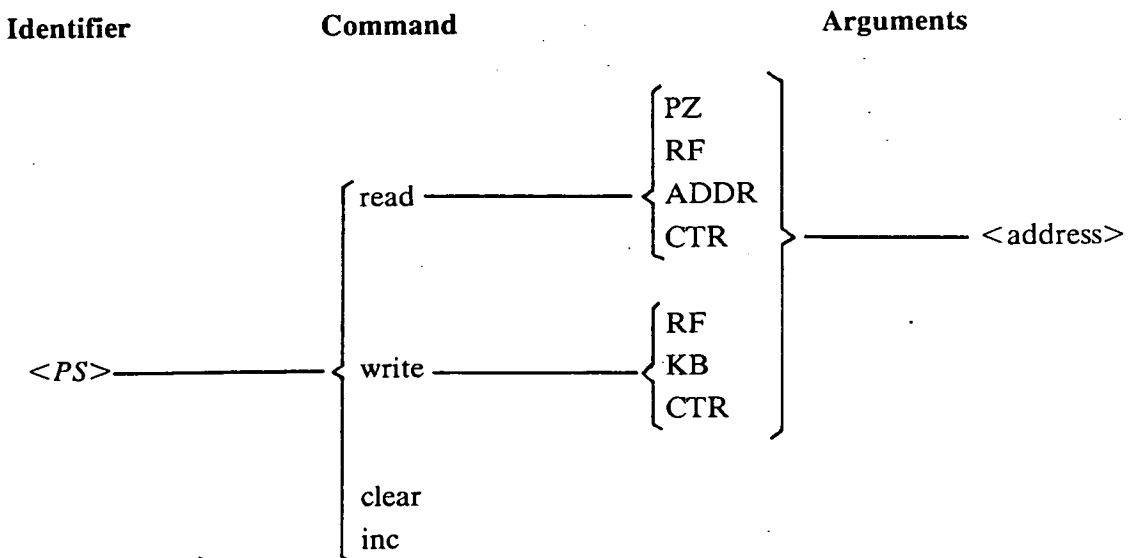 Identifier Command Arguments
PZ
RF
read ADDR
CTR
<address>
RF
<PS> write KB
CTR
clear
inc